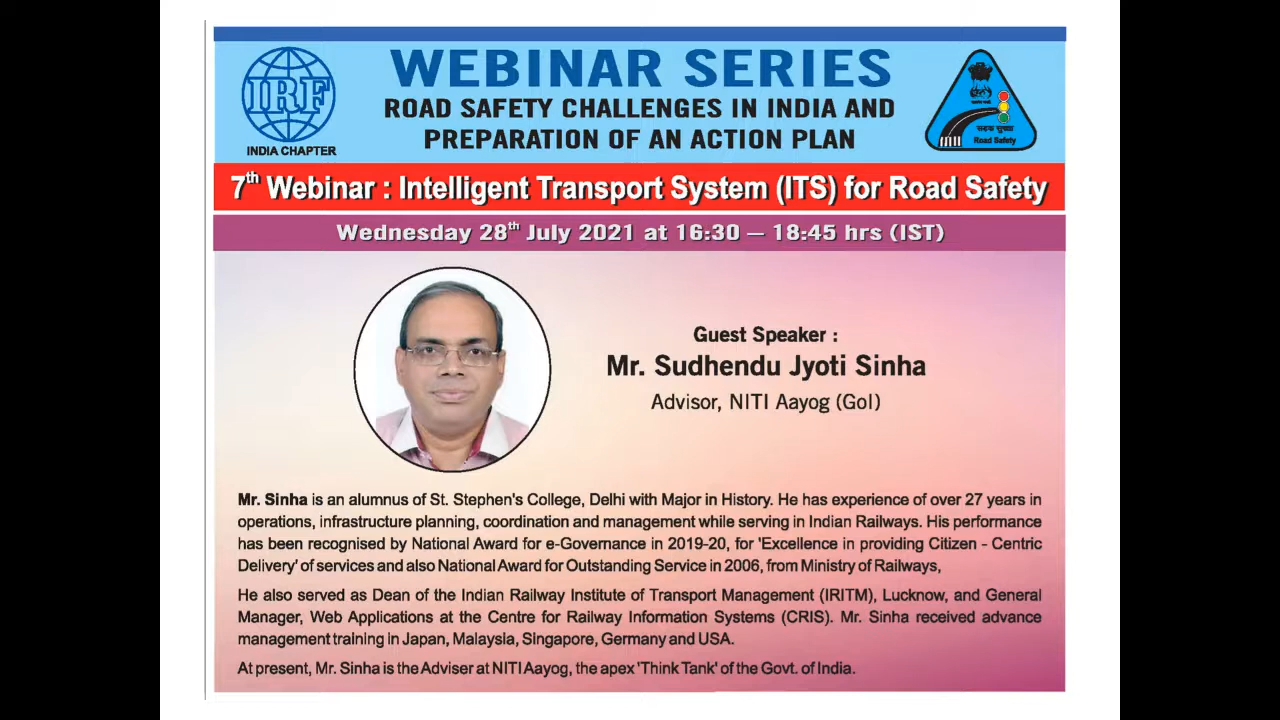 IRF
INDIA CHAPTER
WEBINAR SERIES
ROAD SAFETY CHALLENGES IN INDIA AND
PREPARATION OF AN ACTION PLAN
सड़क सुरक्षा
Road Safety
7th Webinar : Intelligent Transport System (ITS) for Road Safety
Wednesday 28th July 2021 at 16:30 – 18:45 hrs (IST)
Guest Speaker :
Mr. Sudhendu Jyoti Sinha
Advisor, NITI Aayog (GoI)
Mr. Sinha is an alumnus of St. Stephen's College, Delhi with Major in History. He has experience of over 27 years in
operations, infrastructure planning, coordination and management while serving in Indian Railways. His performance
has been recognised by National Award for e-Governance in 2019-20, for 'Excellence in providing Citizen - Centric
Delivery' of services and also National Award for Outstanding Service in 2006, from Ministry of Railways,
He also served as Dean of the Indian Railway Institute of Transport Management (IRITM), Lucknow, and General
Manager, Web Applications at the Centre for Railway Information Systems (CRIS). Mr. Sinha received advance
management training in Japan, Malaysia, Singapore, Germany and USA.
At present, Mr. Sinha is the Adviser at NITI Aayog, the apex 'Think Tank' of the Govt. of India.